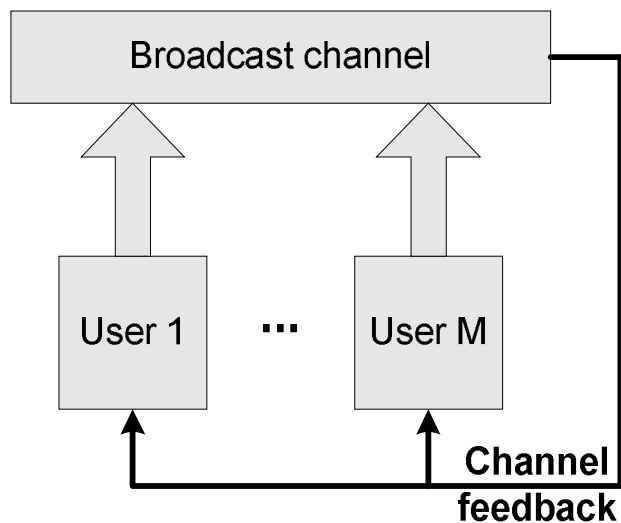 Broadcast channel
User 1
...
User M
Channel
feedback